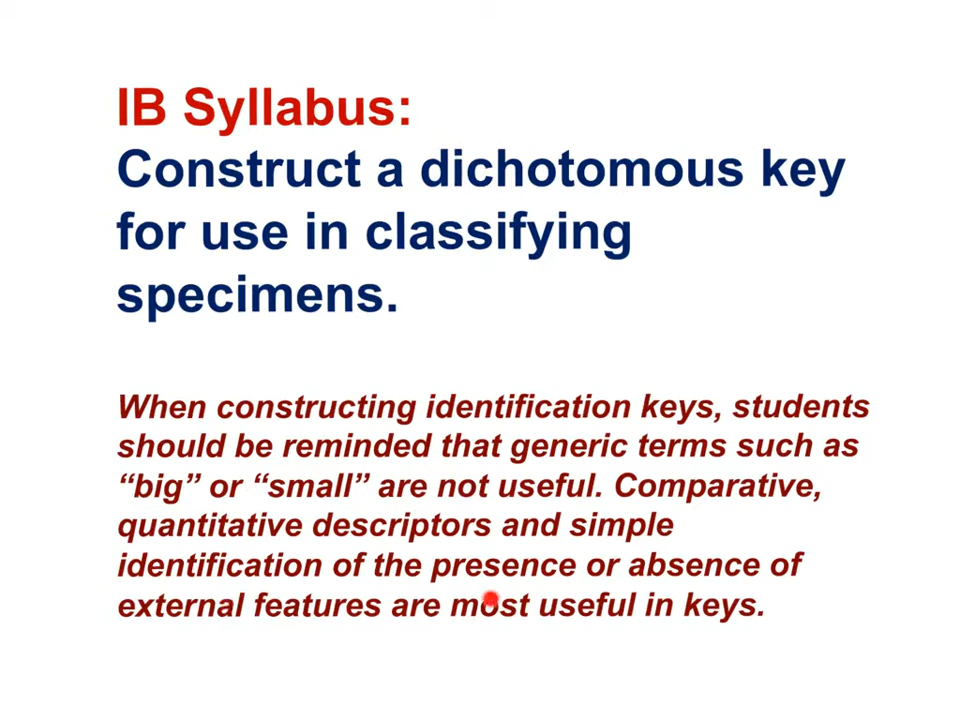 IB Syllabus:
Construct a dichotomous key
for use in classifying
specimens.
When constructing identification keys, students
should be reminded that generic terms such as
“big” or “small” are not useful. Comparative,
quantitative descriptors and simple
identification of the presence or absence of
external features are most useful in keys.